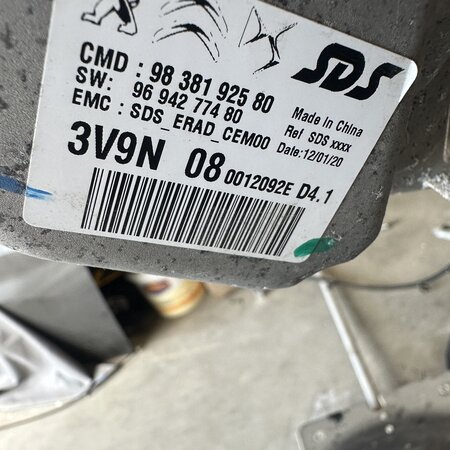 SDS
CMD : 98 381 925 80
SW: 96 942 774 80
EMC : SDS_ERAD_CEM00
Made in China
Ref SDS xxxx
Date:12/01/20
3V9N 08 0012092E D4.1